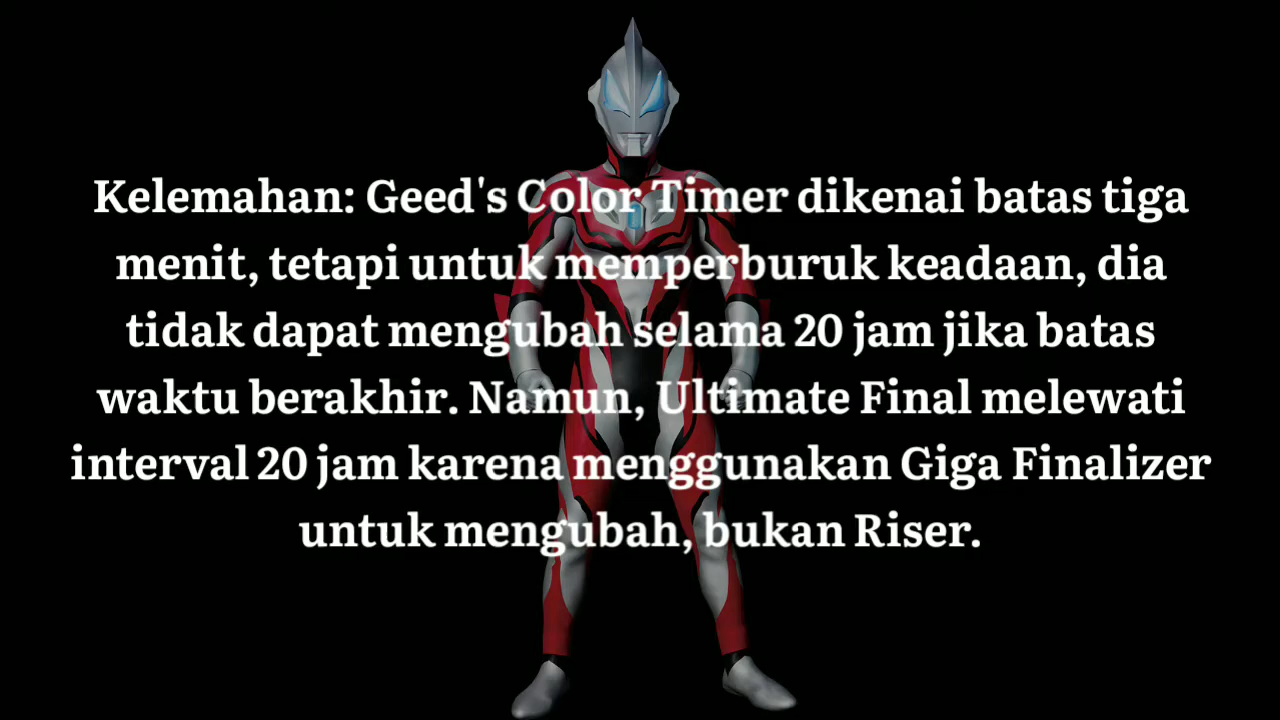 Kelemahan: Geed's Color Timer dikenai batas tiga
menit, tetapi untuk memperburuk keadaan, dia
tidak dapat mengubah selama 20 jam jika batas
waktu berakhir. Namun, Ultimate Final melewati
interval 20 jam karena menggunakan Giga Finalizer
untuk mengubah, bukan Riser.